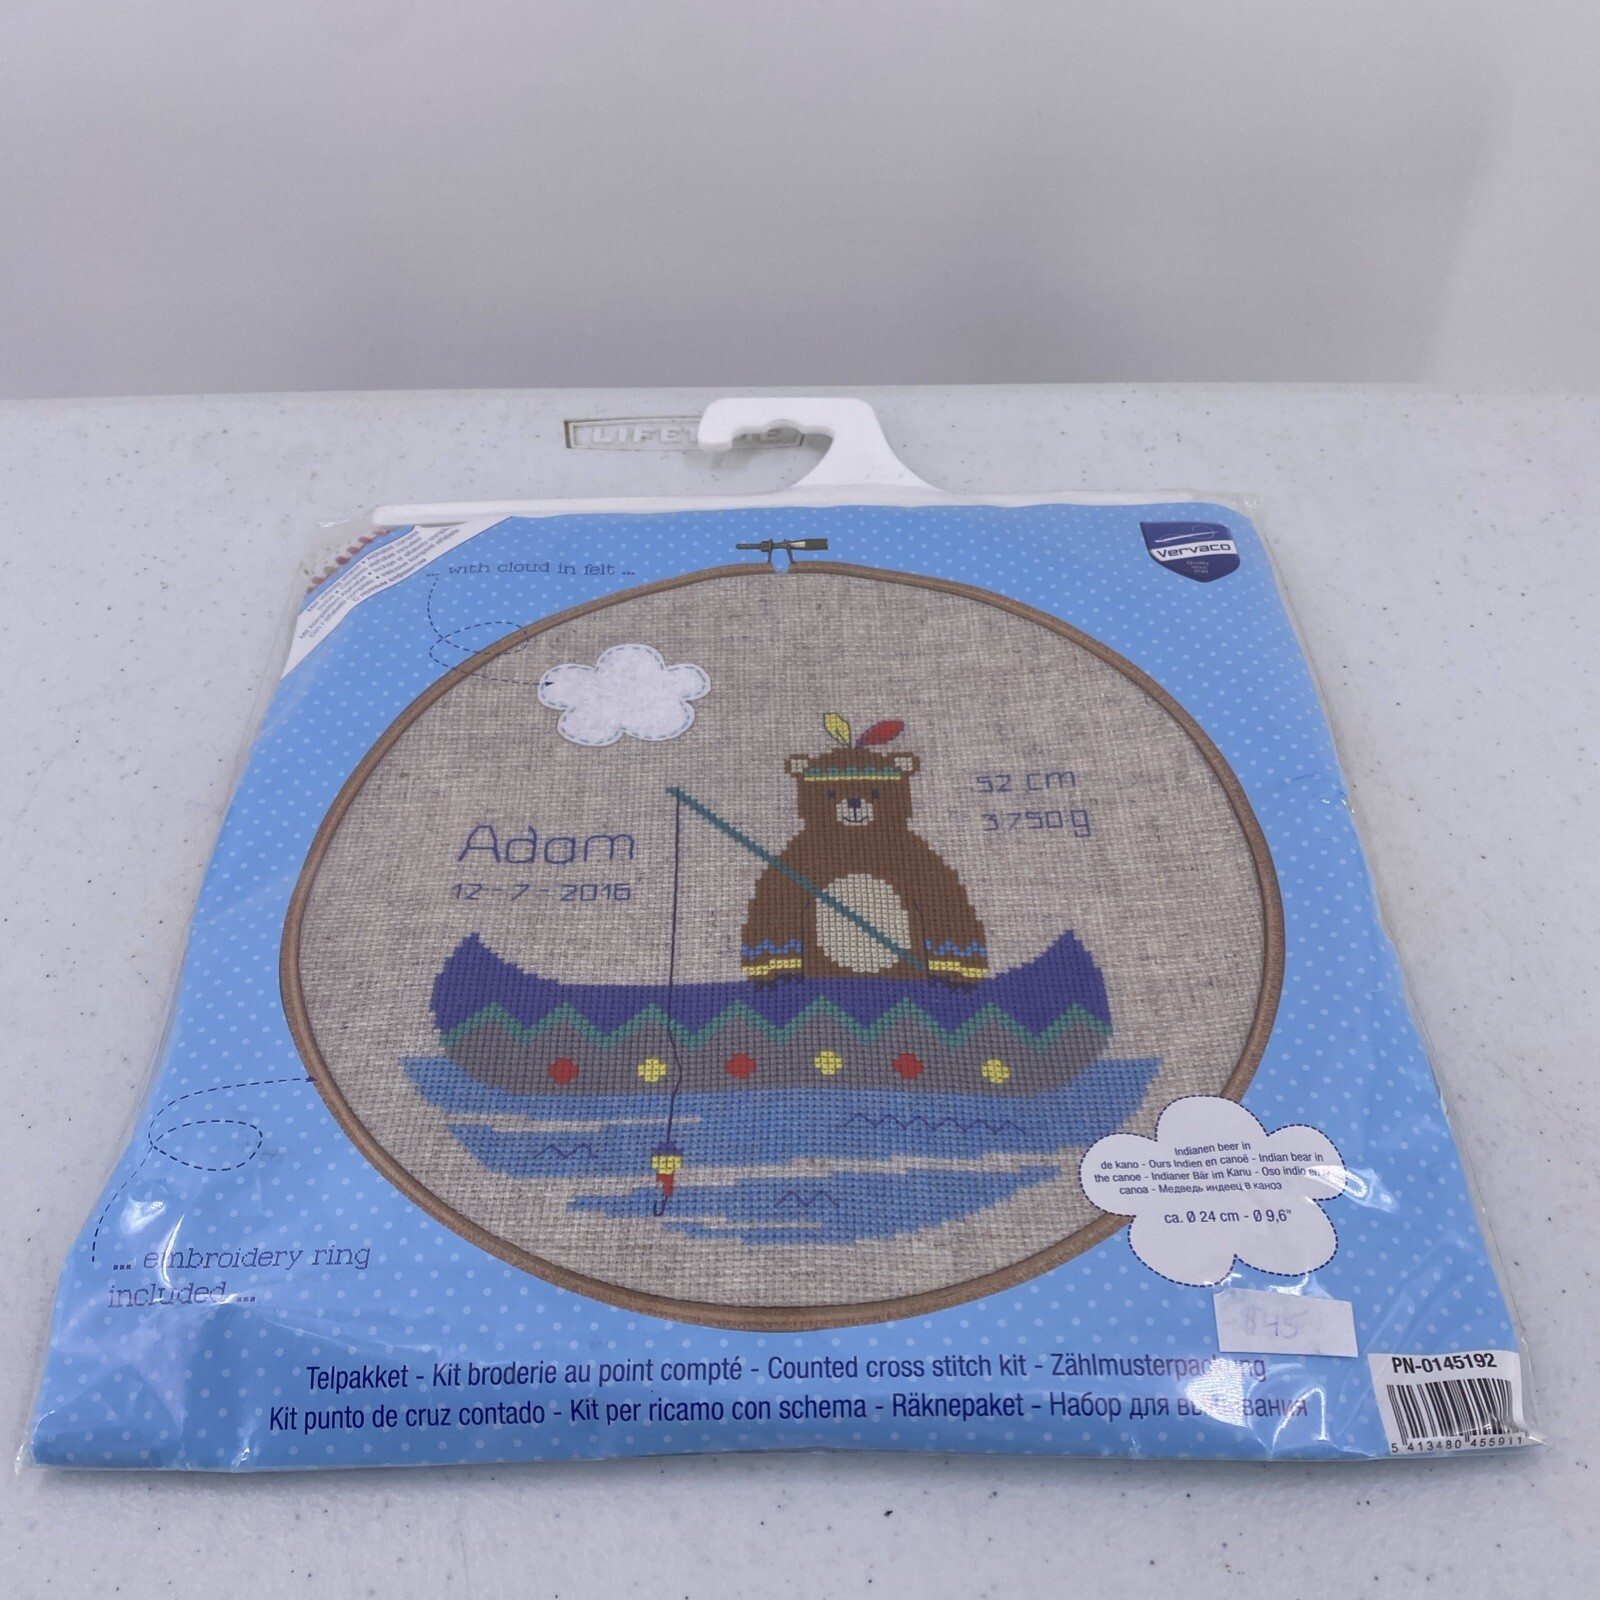 ... with cloud in felt ...
vervaco
Adam
12-7-2016
52 cm
3750g
Indianen beer in
de kano - Ours Indien en canoë - Indian bear in
the canoe - Indianer Bär im Kanu - Oso indio en
canoa - Медведь индеец в каноэ
ca. Ø 24 cm - Ø 9,6"
... embroidery ring
included ...
$45
Telpakket - Kit broderie au point compté - Counted cross stitch kit - Zählmusterpackung
Kit punto de cruz contado - Kit per ricamo con schema - Räknepaket - Набор для вышивания
PN-0145192
5 413480 455911